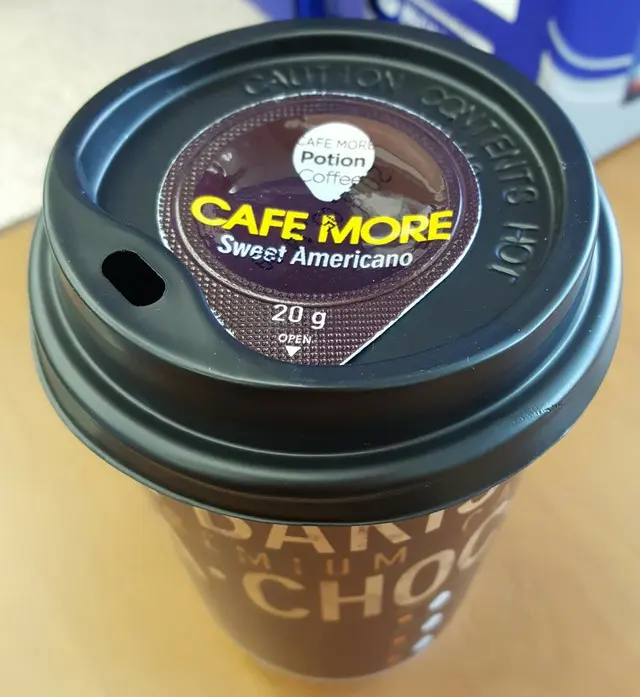 CAUTION CONTENTS HOT
CAFE MORE
Potion
Coffee
CAFE MORE
Sweet Americano
20 g
OPEN